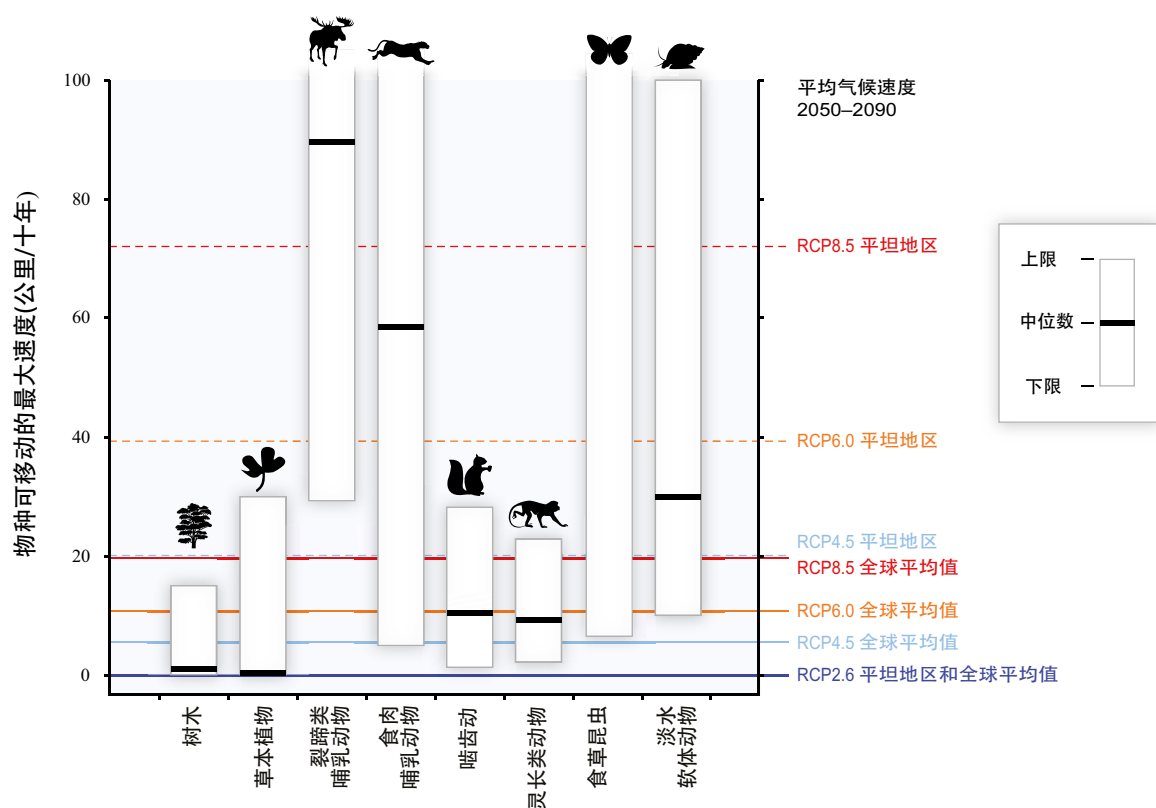 物种可移动的最大速度(公里/十年)
100
80
60
40
20
0
平均气候速度
2050–2090
RCP8.5 平坦地区
RCP6.0 平坦地区
RCP4.5 平坦地区
RCP8.5 全球平均值
RCP6.0 全球平均值
RCP4.5 全球平均值
RCP2.6 平坦地区和全球平均值
上限
中位数
下限
树木
草本植物
裂蹄类
哺乳动物
食肉
哺乳动物
啮齿动
灵长类动物
食草昆虫
淡水
软体动物